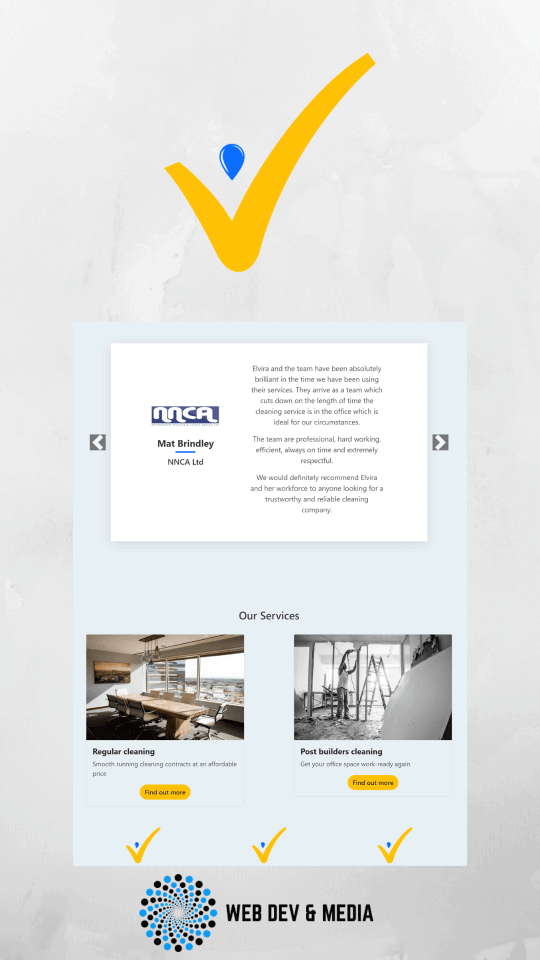 Elvira and the team have been absolutely
brilliant in the time we have been using
their services. They arrive as a team which
cuts down on the length of time the
cleaning service is in the office which is
ideal for our circumstances.
The team are professional, hard working,
efficient, always on time and extremely
respectful.
We would definitely recommend Elvira
and her workforce to anyone looking for a
trustworthy and reliable cleaning
company.
nnca
Mat Brindley
NNCA Ltd
Our Services
Regular cleaning
Smooth running cleaning contracts at an affordable
price
Find out more
Post builders cleaning
Get your office space work-ready again
Find out more
WEB DEV & MEDIA